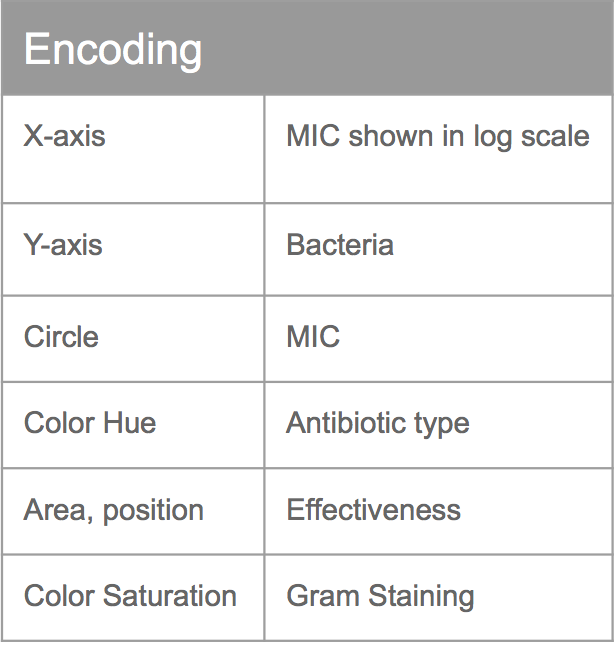 Encoding
X-axis MIC shown in log scale
Y-axis Bacteria
Circle MIC
Color Hue Antibiotic type
Area, position Effectiveness
Color Saturation Gram Staining